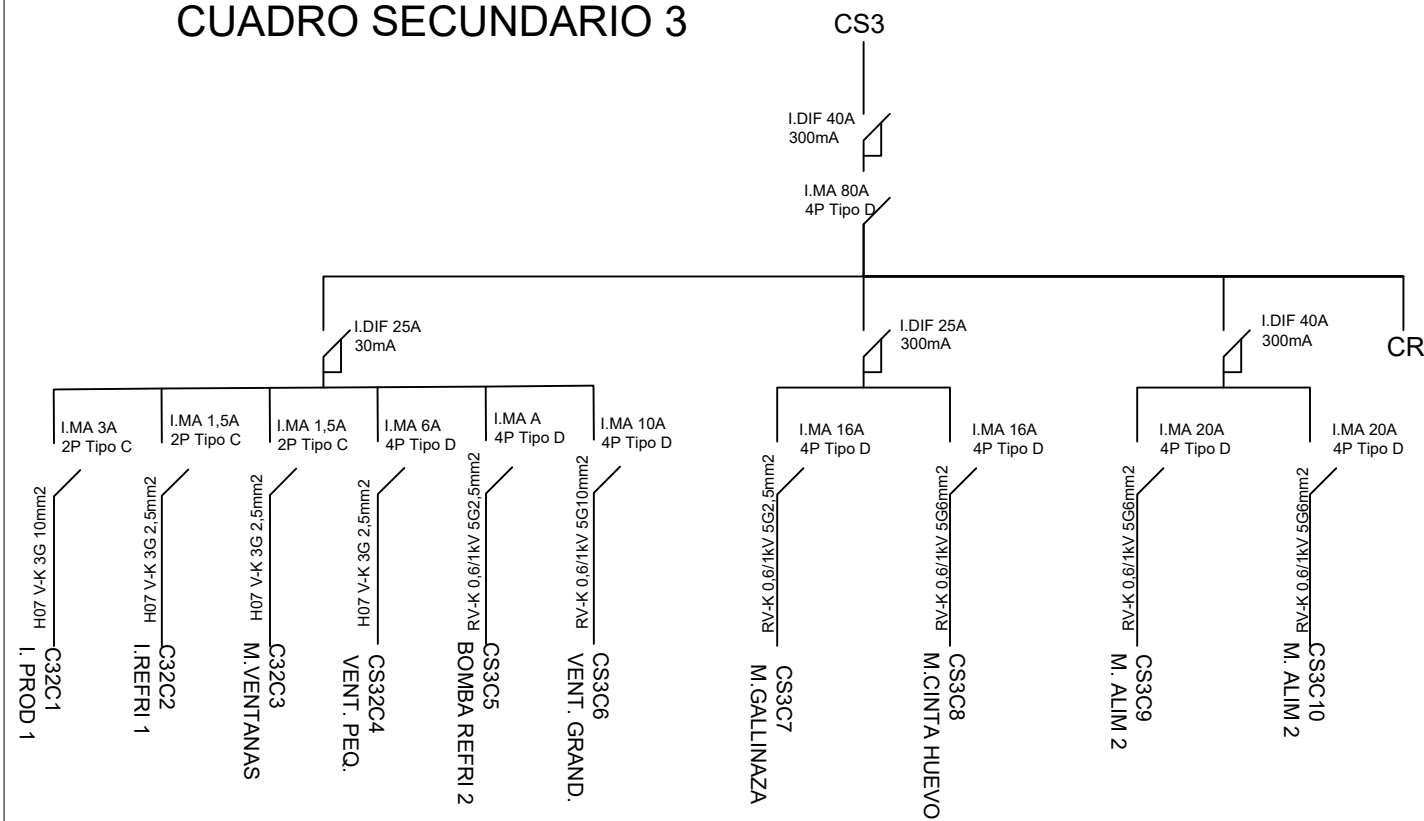 CUADRO SECUNDARIO 3
CS3
I.DIF 40A
300mA
I.MA 80A
4P Tipo D
I.DIF 25A
30mA
I.DIF 25A
300mA
I.DIF 40A
300mA
CR
I.MA 3A
2P Tipo C
I.MA 1,5A
2P Tipo C
I.MA 1,5A
2P Tipo C
I.MA 6A
4P Tipo D
I.MA A
4P Tipo D
I.MA 10A
4P Tipo D
I.MA 16A
4P Tipo D
I.MA 16A
4P Tipo D
I.MA 20A
4P Tipo D
I.MA 20A
4P Tipo D
H07 V-K 3G 10mm2
H07 V-K 3G 2,5mm2
H07 V-K 3G 2,5mm2
H07 V-K 3G 2,5mm2
RV-K 0,6/1kV 5G2,5mm2
RV-K 0,6/1kV 5G10mm2
RV-K 0,6/1kV 5G2,5mm2
RV-K 0,6/1kV 5G6mm2
RV-K 0,6/1kV 5G6mm2
RV-K 0,6/1kV 5G6mm2
C32C1
I. PROD 1
C32C2
I.REFRI 1
C32C3
M.VENTANAS
CS32C4
VENT. PEQ.
CS3C5
BOMBA REFRI 2
CS3C6
VENT. GRAND.
CS3C7
M.GALLINAZA
CS3C8
M.CINTA HUEVO
CS3C9
M. ALIM 2
CS3C10
M. ALIM 2